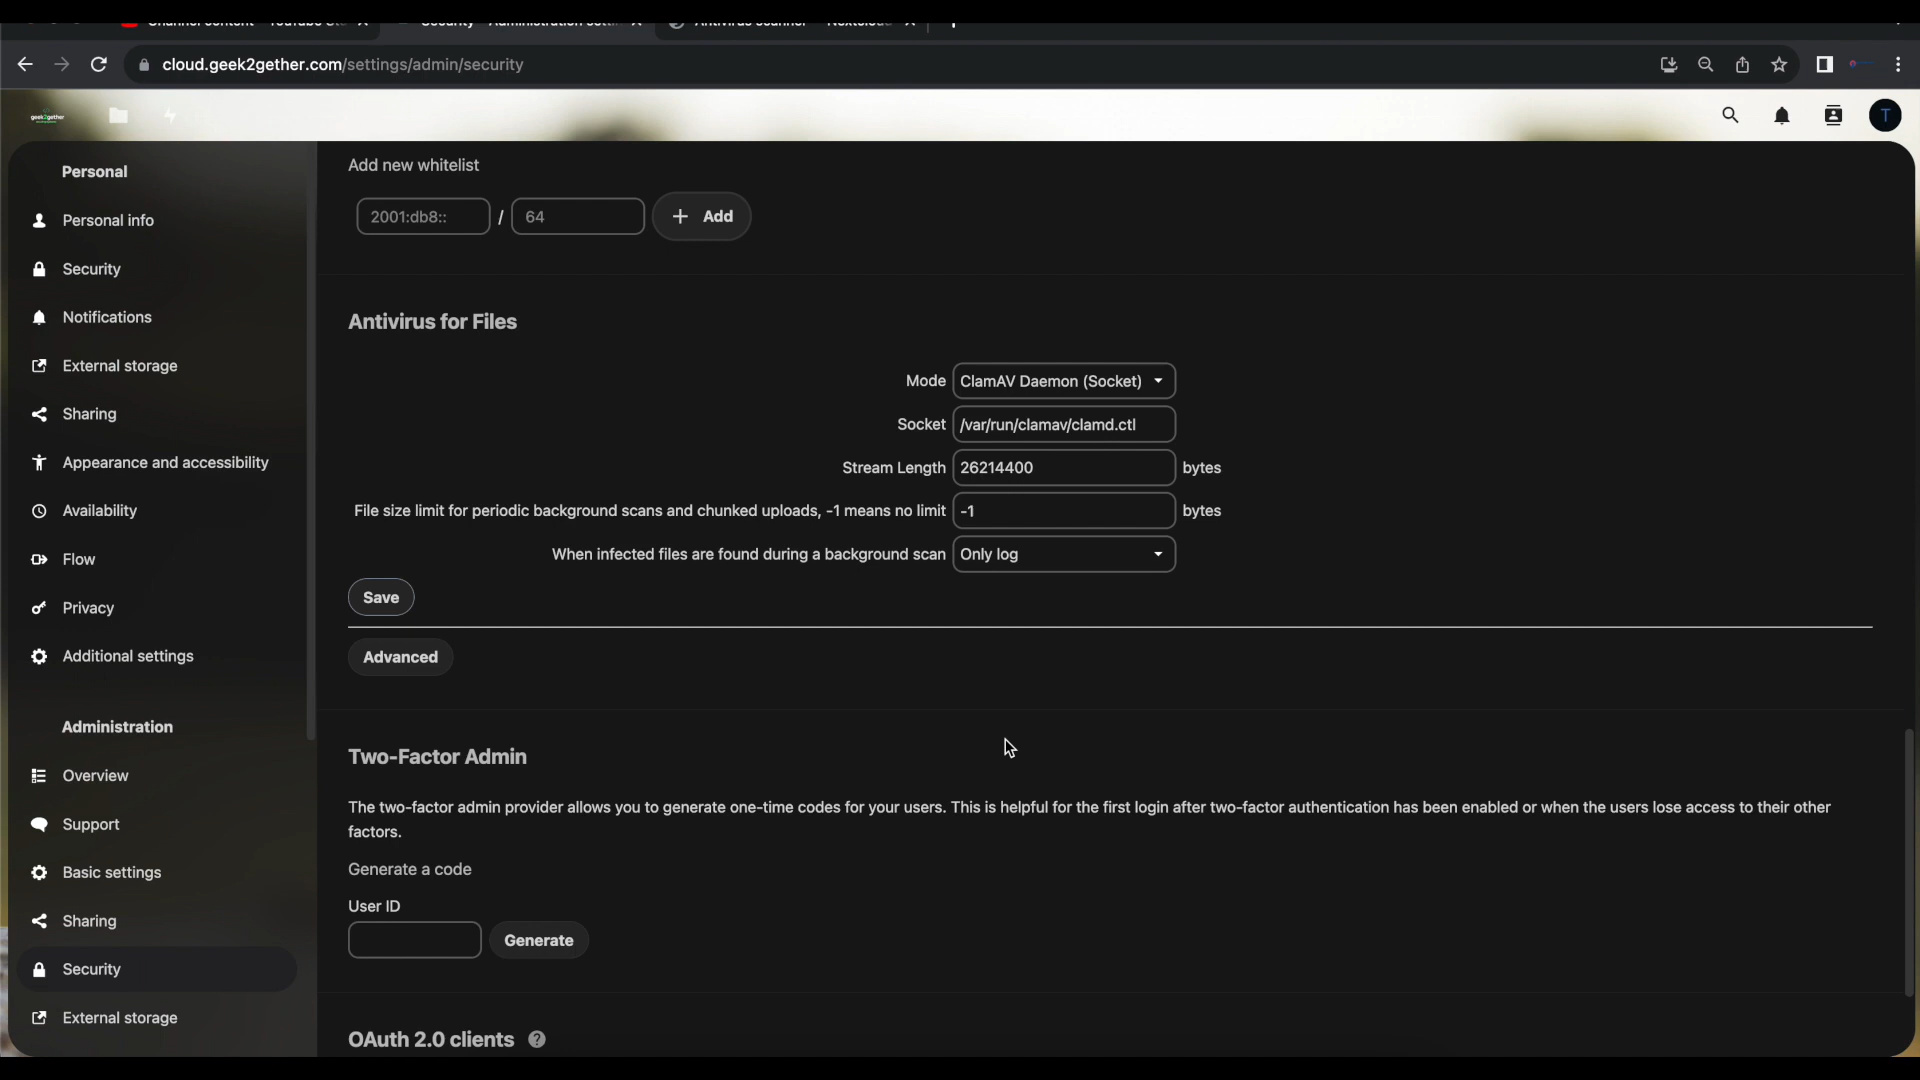 cloud.geek2gether.com/settings/admin/security
geek2gether
T
Personal
Personal info
Security
Notifications
External storage
Sharing
Appearance and accessibility
Availability
Flow
Privacy
Additional settings
Administration
Overview
Support
Basic settings
Sharing
Security
External storage
Add new whitelist
2001:db8:: / 64 + Add
Antivirus for Files
Mode ClamAV Daemon (Socket)
Socket /var/run/clamav/clamd.ctl
Stream Length 26214400 bytes
File size limit for periodic background scans and chunked uploads, -1 means no limit -1 bytes
When infected files are found during a background scan Only log
Save
Advanced
Two-Factor Admin
The two-factor admin provider allows you to generate one-time codes for your users. This is helpful for the first login after two-factor authentication has been enabled or when the users lose access to their other
factors.
Generate a code
User ID
Generate
OAuth 2.0 clients ?